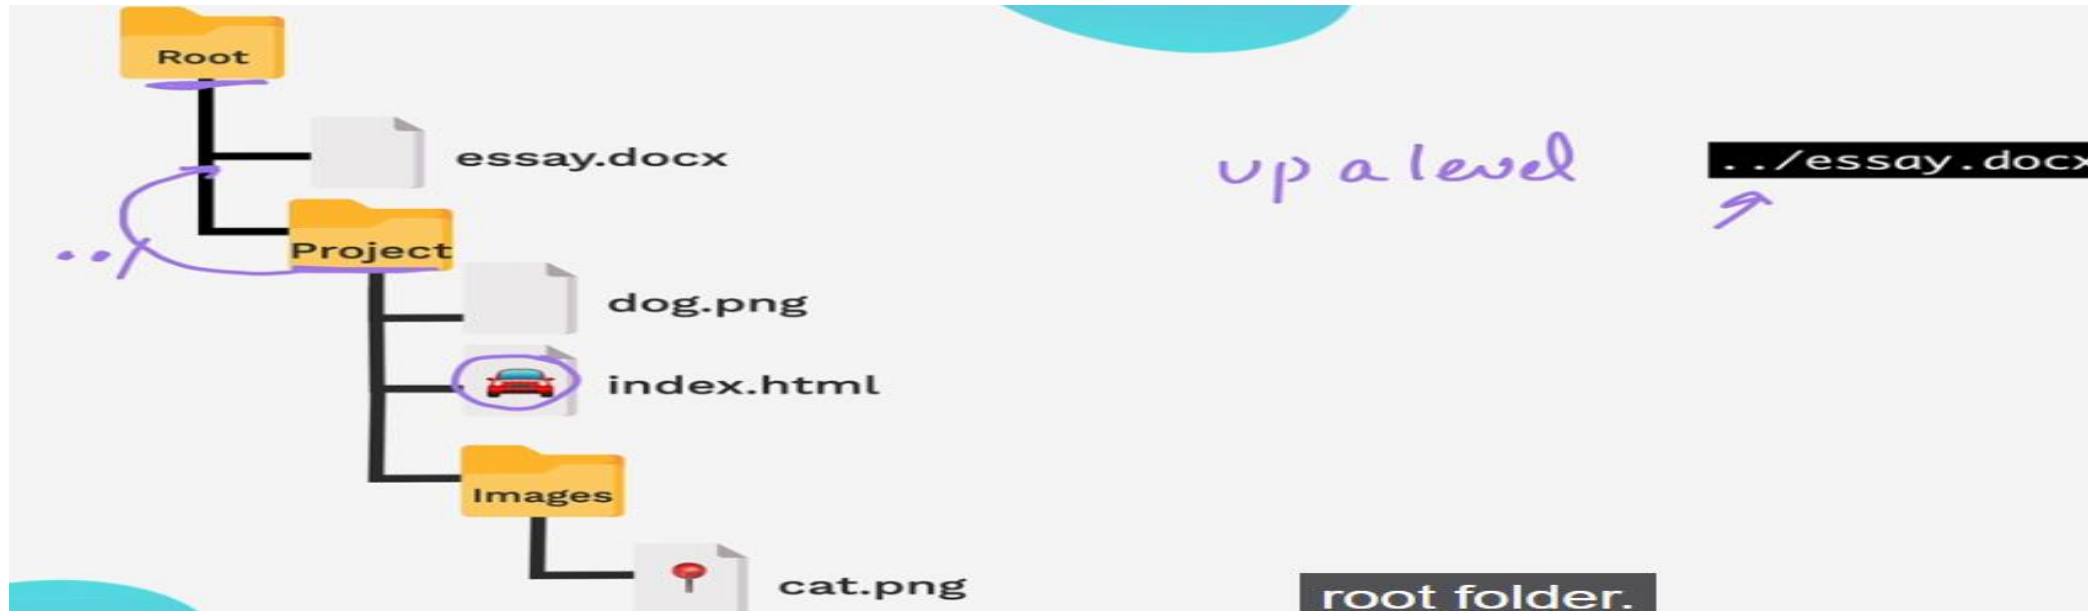 Root
essay.docx
up a level
../essay.docx
../
Project
dog.png
index.html
Images
cat.png
root folder.